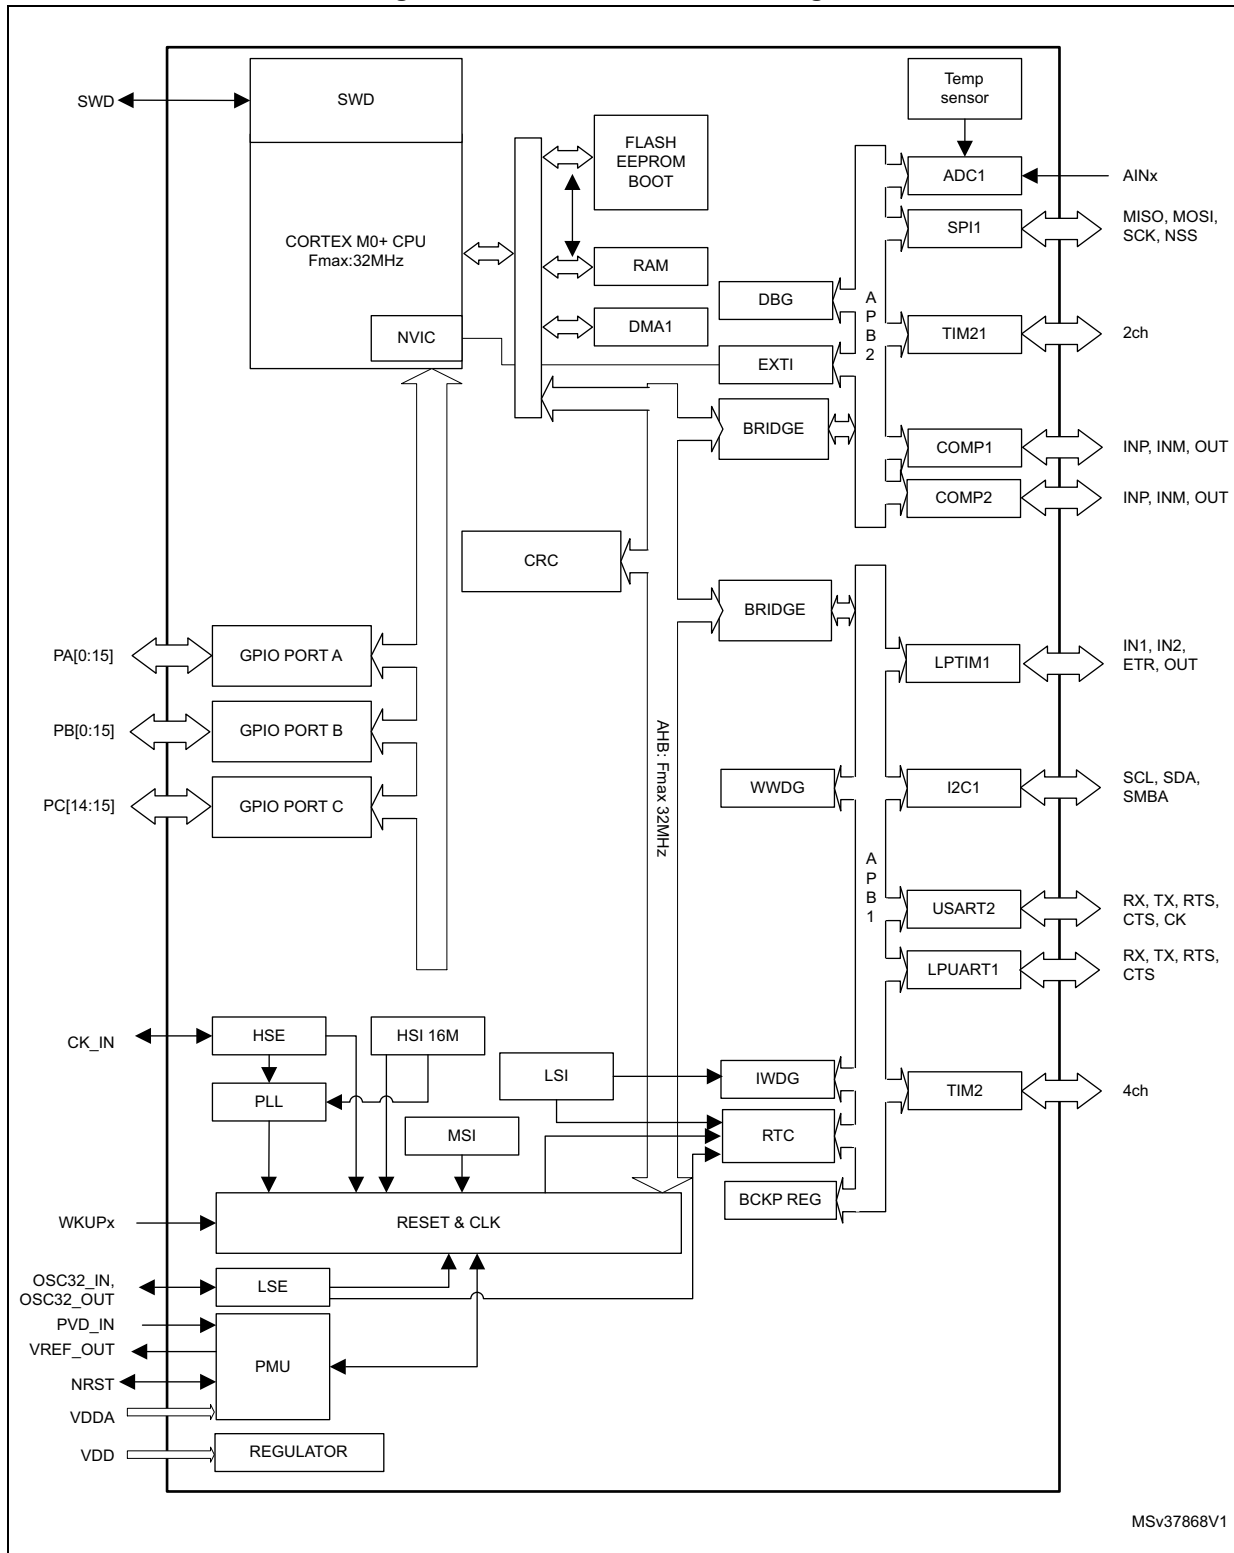 SWD
SWD
CORTEX M0+ CPU
Fmax:32MHz
NVIC
FLASH
EEPROM
BOOT
RAM
DMA1
Temp
sensor
ADC1
AINx
SPI1
MISO, MOSI,
SCK, NSS
DBG
EXTI
APB2
TIM21
2ch
BRIDGE
COMP1
INP, INM, OUT
COMP2
INP, INM, OUT
CRC
BRIDGE
PA[0:15]
GPIO PORT A
PB[0:15]
GPIO PORT B
PC[14:15]
GPIO PORT C
AHB: Fmax 32MHz
LPTIM1
IN1, IN2,
ETR, OUT
WWDG
I2C1
SCL, SDA,
SMBA
APB1
USART2
RX, TX, RTS,
CTS, CK
LPUART1
RX, TX, RTS,
CTS
CK_IN
HSE
HSI 16M
PLL
LSI
IWDG
TIM2
4ch
MSI
RTC
BCKP REG
WKUPx
RESET & CLK
OSC32_IN,
OSC32_OUT
LSE
PVD_IN
VREF_OUT
PMU
NRST
VDDA
VDD
REGULATOR
MSv37868V1